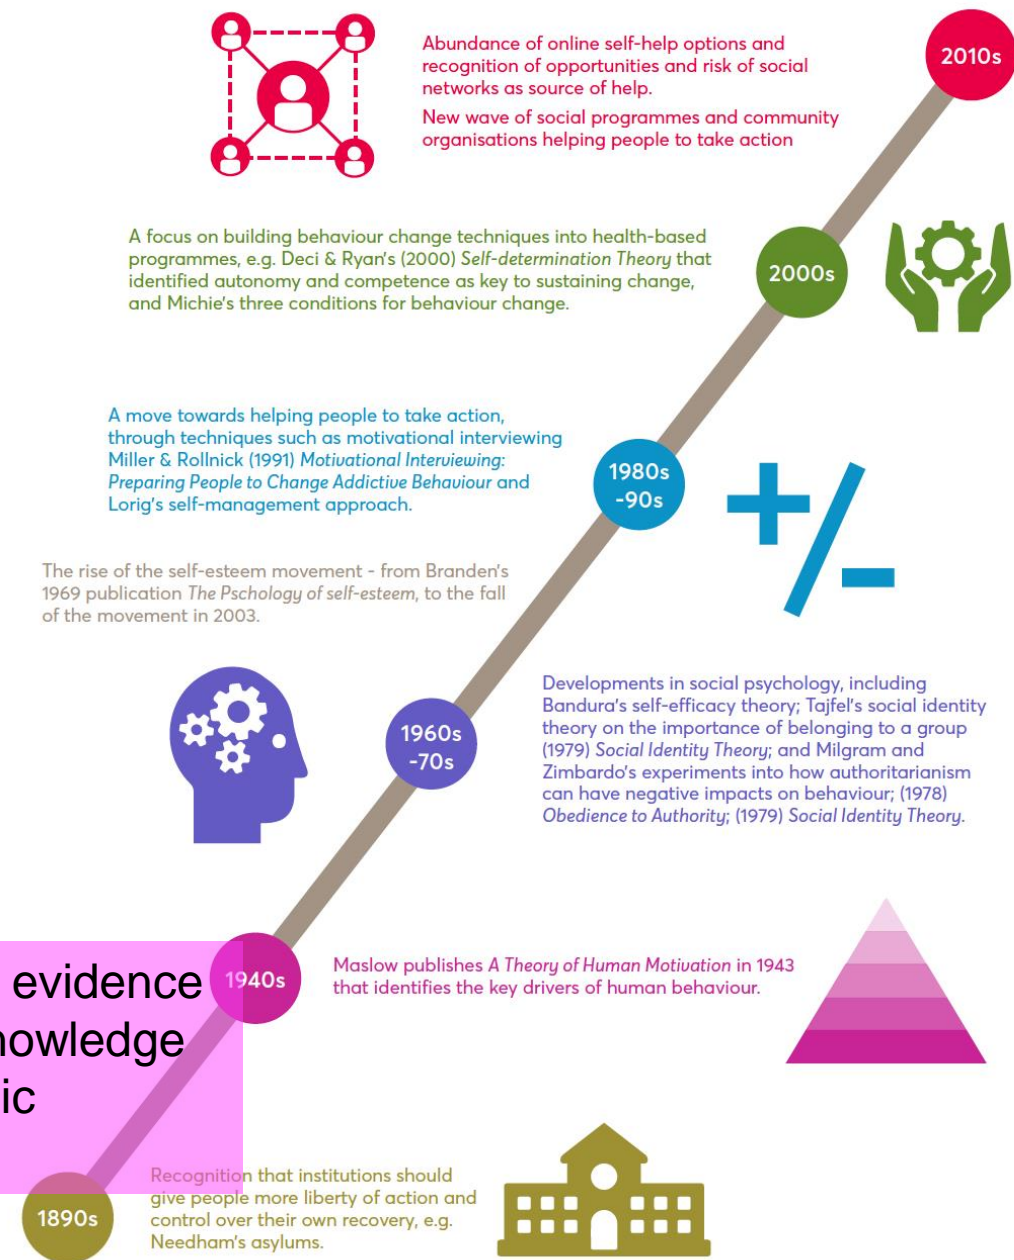 Abundance of online self-help options and
recognition of opportunities and risk of social
networks as source of help.
New wave of social programmes and community
organisations helping people to take action
2010s
A focus on building behaviour change techniques into health-based
programmes, e.g. Deci & Ryan's (2000) Self-determination Theory that
identified autonomy and competence as key to sustaining change,
and Michie's three conditions for behaviour change.
2000s
A move towards helping people to take action,
through techniques such as motivational interviewing
Miller & Rollnick (1991) Motivational Interviewing:
Preparing People to Change Addictive Behaviour and
Lorig's self-management approach.
1980s
-90s
+/-
The rise of the self-esteem movement - from Branden's
1969 publication The Pschology of self-esteem, to the fall
of the movement in 2003.
1960s
-70s
Developments in social psychology, including
Bandura's self-efficacy theory; Tajfel's social identity
theory on the importance of belonging to a group
(1979) Social Identity Theory; and Milgram and
Zimbardo's experiments into how authoritarianism
can have negative impacts on behaviour; (1978)
Obedience to Authority; (1979) Social Identity Theory.
evidence
nowledge
ic
1940s
Maslow publishes A Theory of Human Motivation in 1943
that identifies the key drivers of human behaviour.
1890s
Recognition that institutions should
give people more liberty of action and
control over their own recovery, e.g.
Needham's asylums.